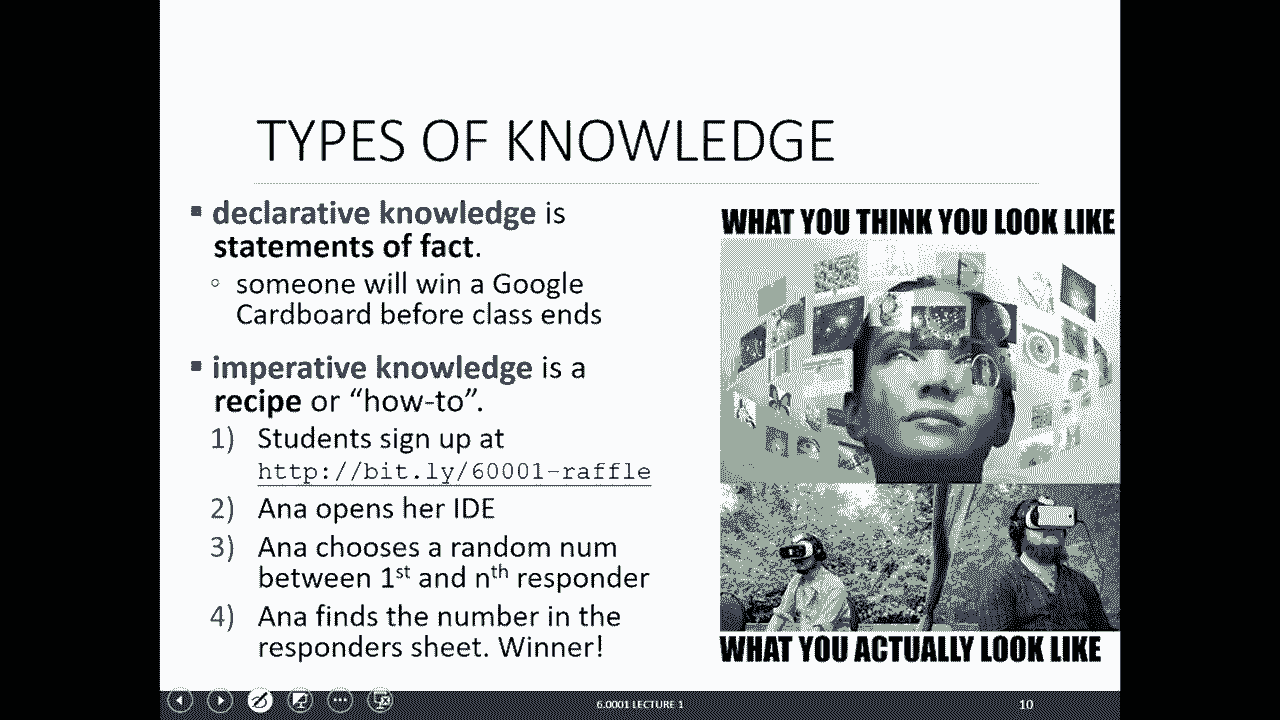 TYPES OF KNOWLEDGE
▪ declarative knowledge is
statements of fact.
◦ someone will win a Google
Cardboard before class ends
▪ imperative knowledge is a
recipe or “how-to”.
1) Students sign up at
http://bit.ly/60001-raffle
2) Ana opens her IDE
3) Ana chooses a random num
between 1st and nth responder
4) Ana finds the number in the
responders sheet. Winner!
WHAT YOU THINK YOU LOOK LIKE
WHAT YOU ACTUALLY LOOK LIKE
6.0001 LECTURE 1
10